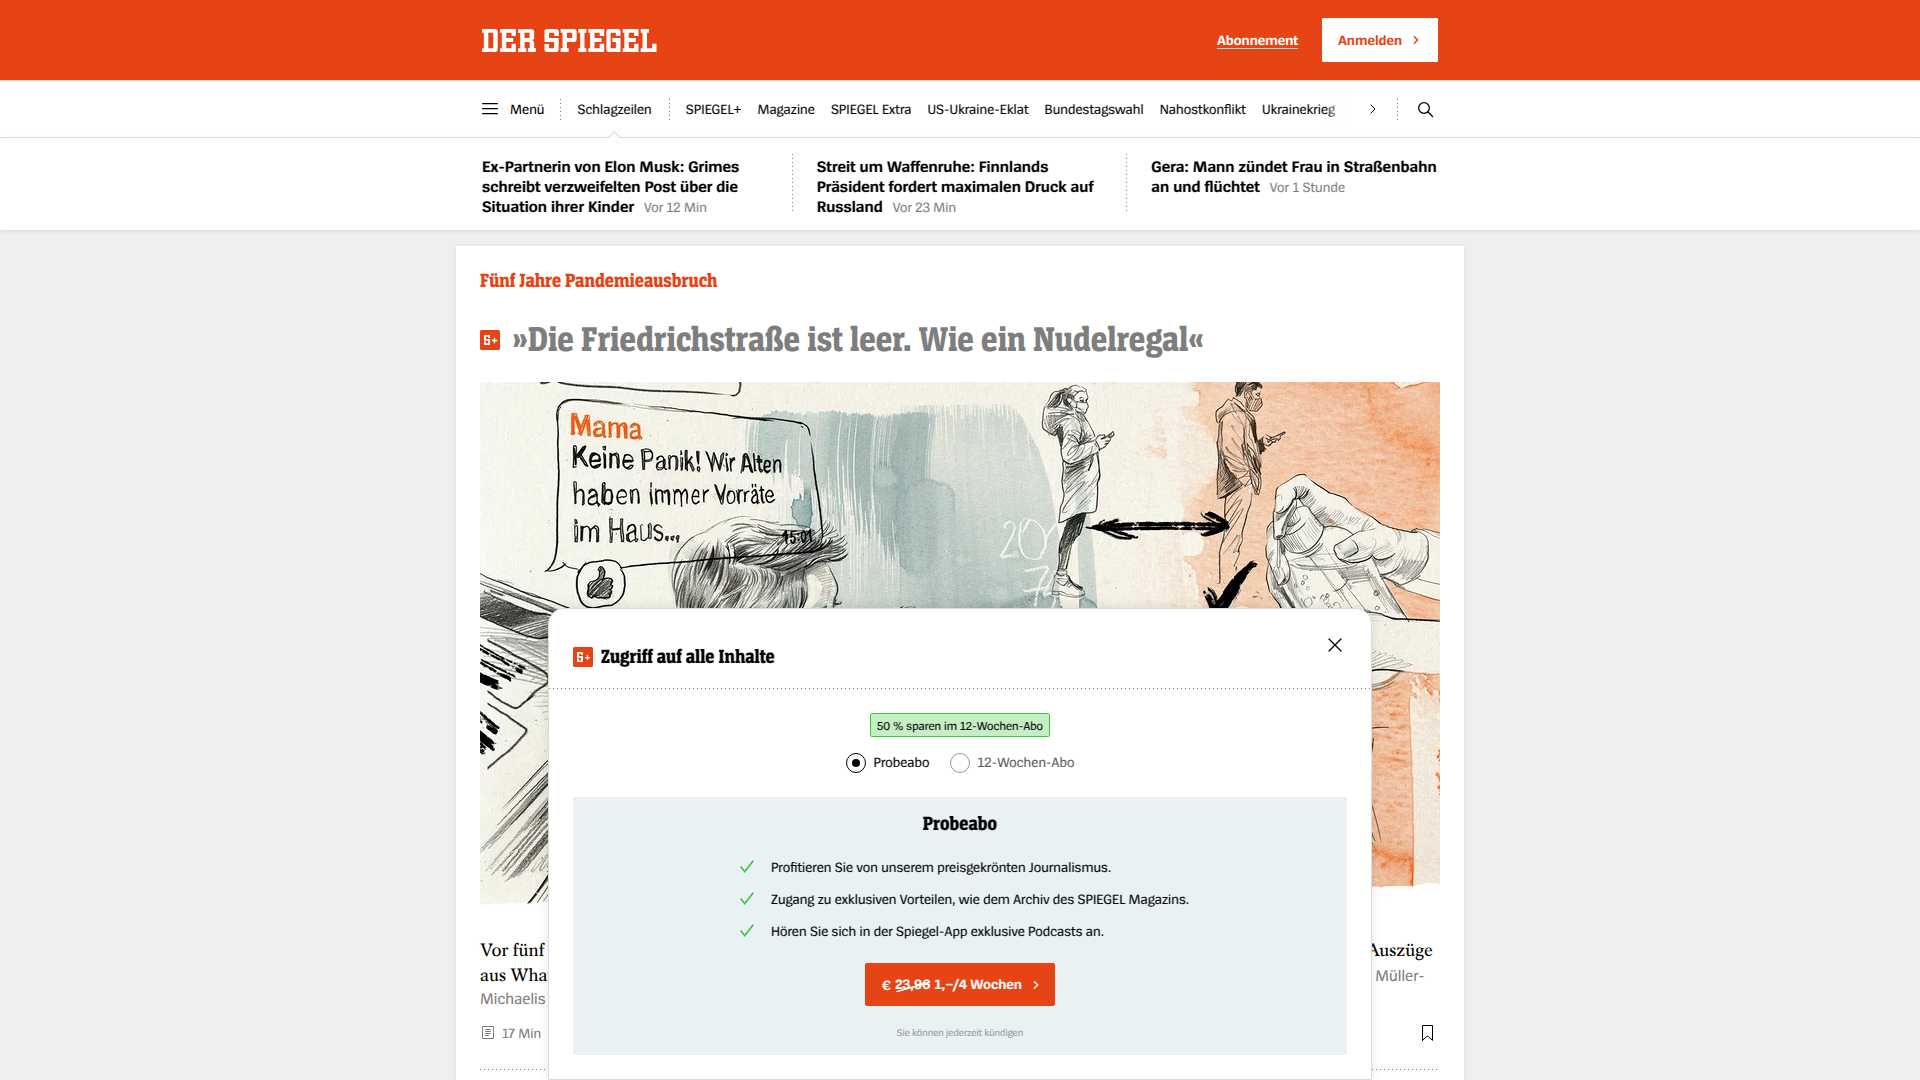 DER SPIEGEL
Abonnement
Anmelden
Menü
Schlagzeilen
SPIEGEL+
Magazine
SPIEGEL Extra
US-Ukraine-Eklat
Bundestagswahl
Nahostkonflikt
Ukrainekrieg
Ex-Partnerin von Elon Musk: Grimes
schreibt verzweifelten Post über die
Situation ihrer Kinder Vor 12 Min
Streit um Waffenruhe: Finnlands
Präsident fordert maximalen Druck auf
Russland Vor 23 Min
Gera: Mann zündet Frau in Straßenbahn
an und flüchtet Vor 1 Stunde
Fünf Jahre Pandemieausbruch
S+ »Die Friedrichstraße ist leer. Wie ein Nudelregal«
Mama
Keine Panik! Wir Alten
haben immer Vorräte
im Haus...
15:01
S+ Zugriff auf alle Inhalte
50 % sparen im 12-Wochen-Abo
Probeabo
12-Wochen-Abo
Probeabo
Profitieren Sie von unserem preisgekrönten Journalismus.
Zugang zu exklusiven Vorteilen, wie dem Archiv des SPIEGEL Magazins.
Hören Sie sich in der Spiegel-App exklusive Podcasts an.
€ 23,96 1,–/4 Wochen
Sie können jederzeit kündigen
Vor fünf
Auszüge
aus Wha
Müller-
Michaelis
17 Min